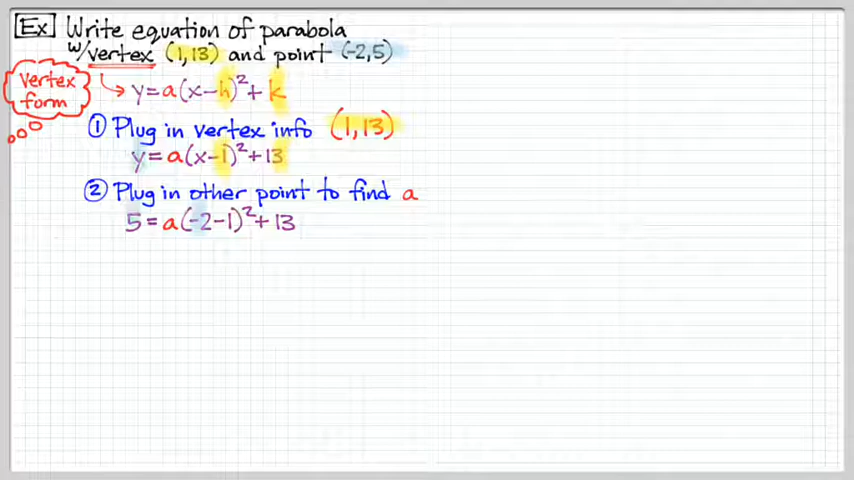 Ex Write equation of parabola
w/vertex (1,13) and point (-2,5)
Vertex
form
y=a(x-h)²+k
① Plug in vertex info (1,13)
y=a(x-1)²+13
② Plug in other point to find a
5=a(-2-1)²+13